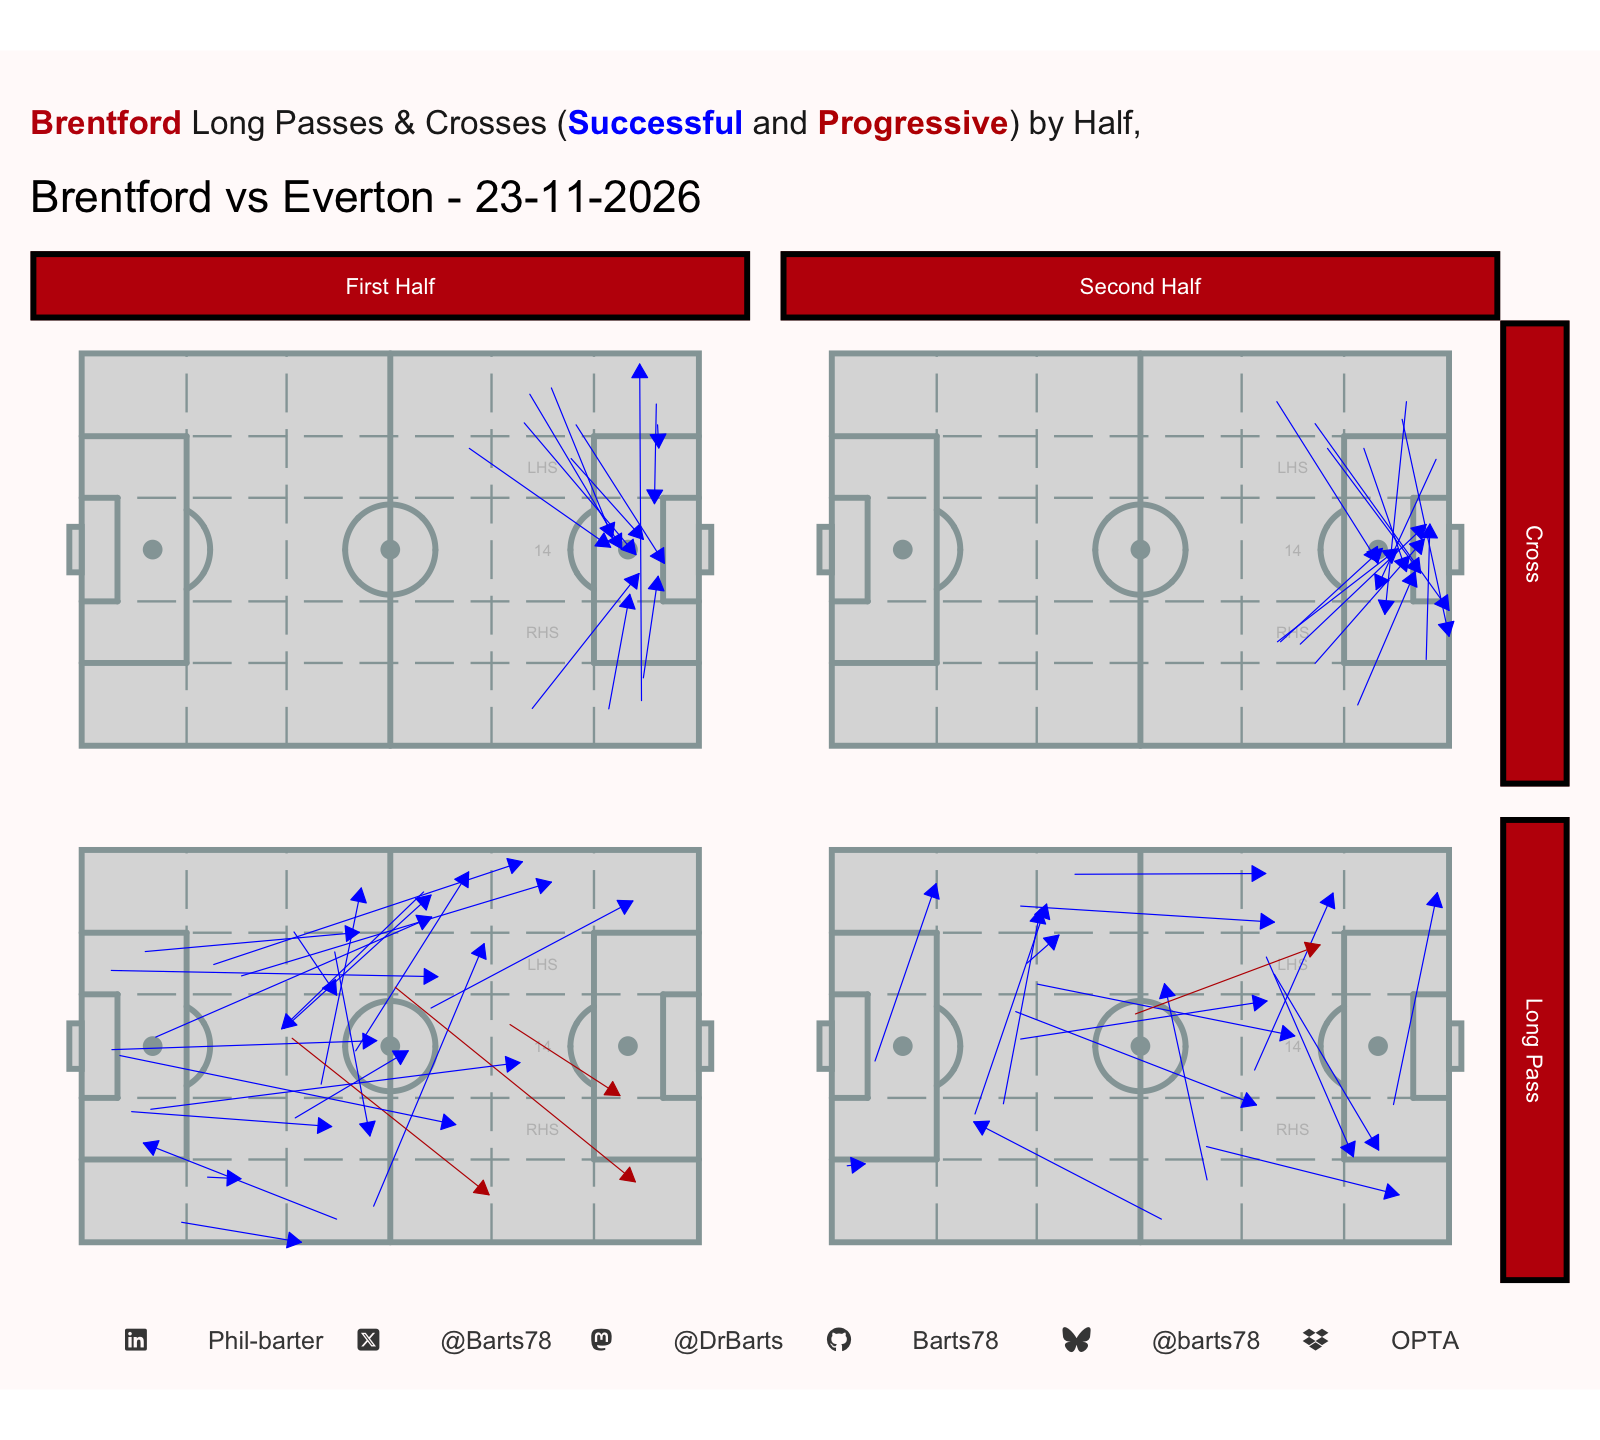 Brentford Long Passes & Crosses (Successful and Progressive) by Half,
Brentford vs Everton - 23-11-2026
First Half
Second Half
LHS
14
RHS
LHS
14
RHS
Cross
LHS
14
RHS
LHS
14
RHS
Long Pass
Phil-barter
@Barts78
@DrBarts
Barts78
@barts78
OPTA